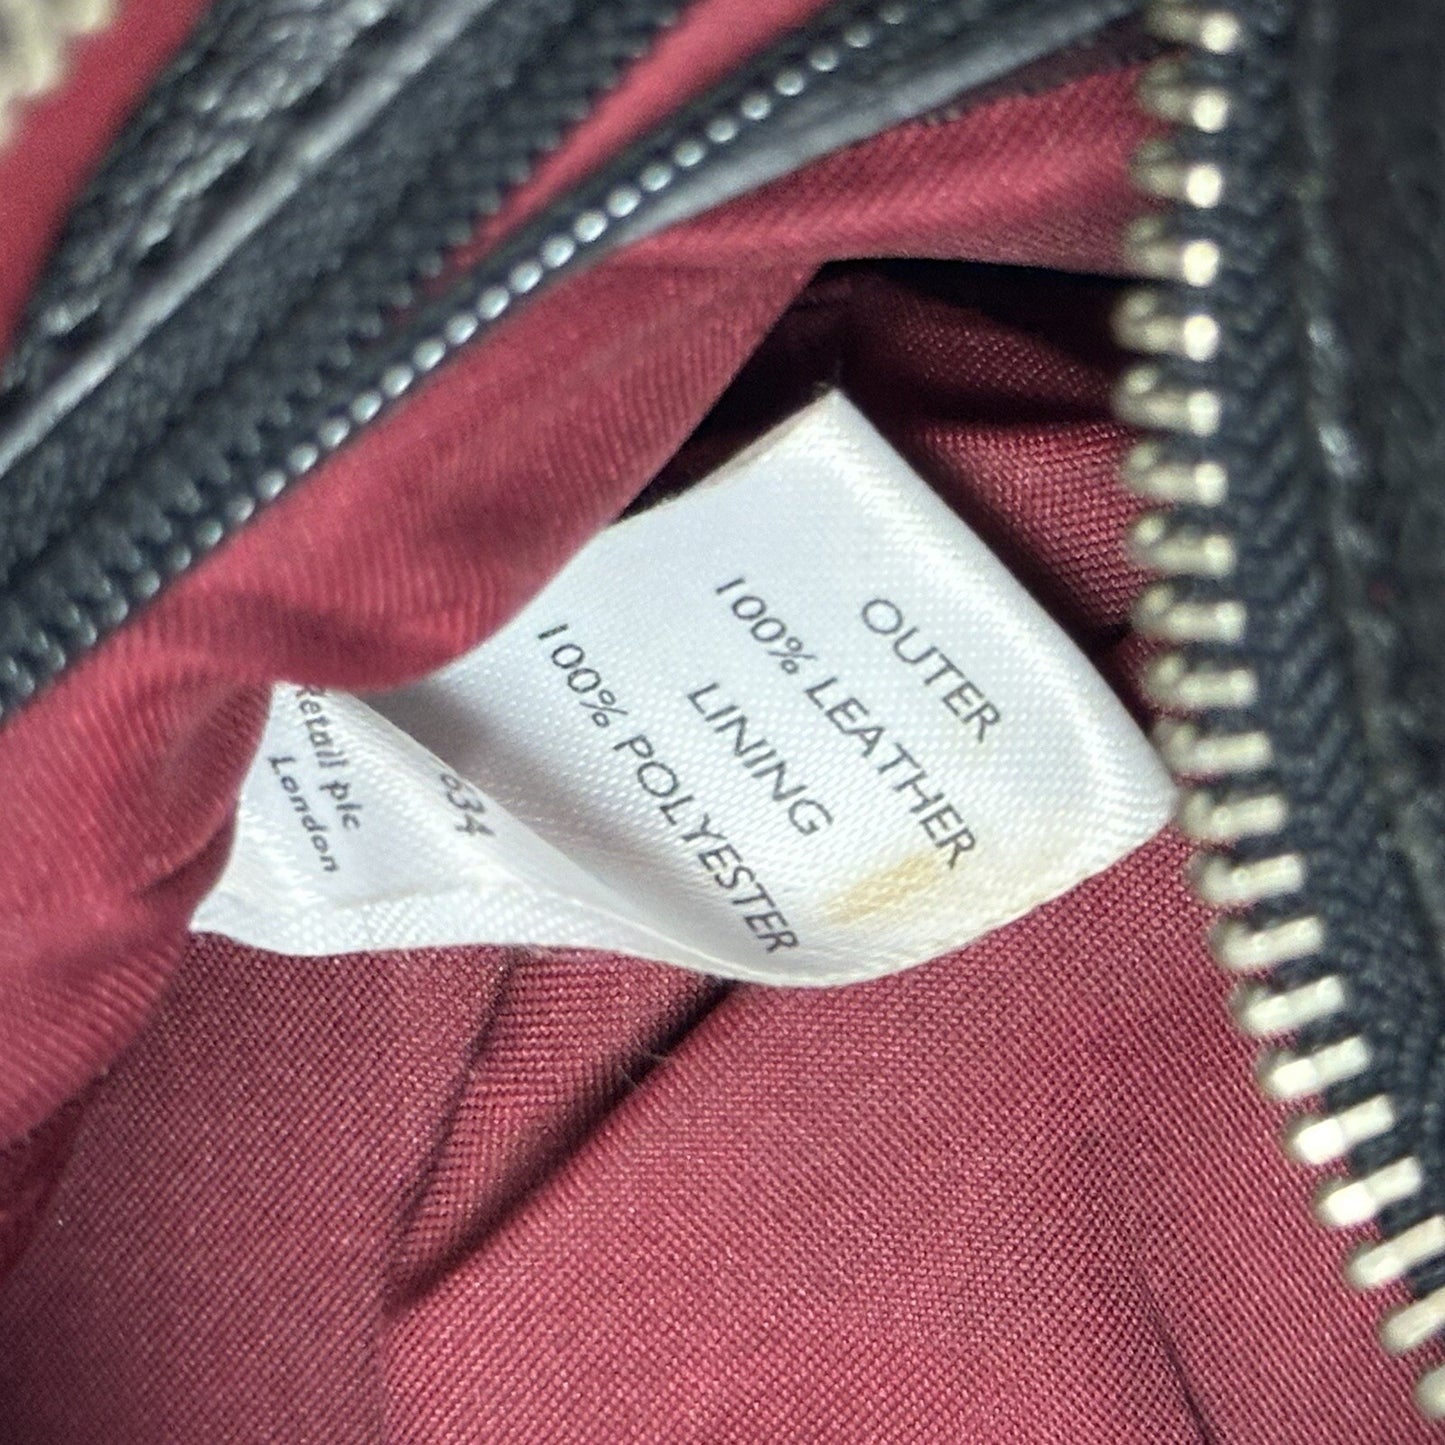 OUTER
100% LEATHER
LINING
100% POLYESTER
634
Retail plc
London